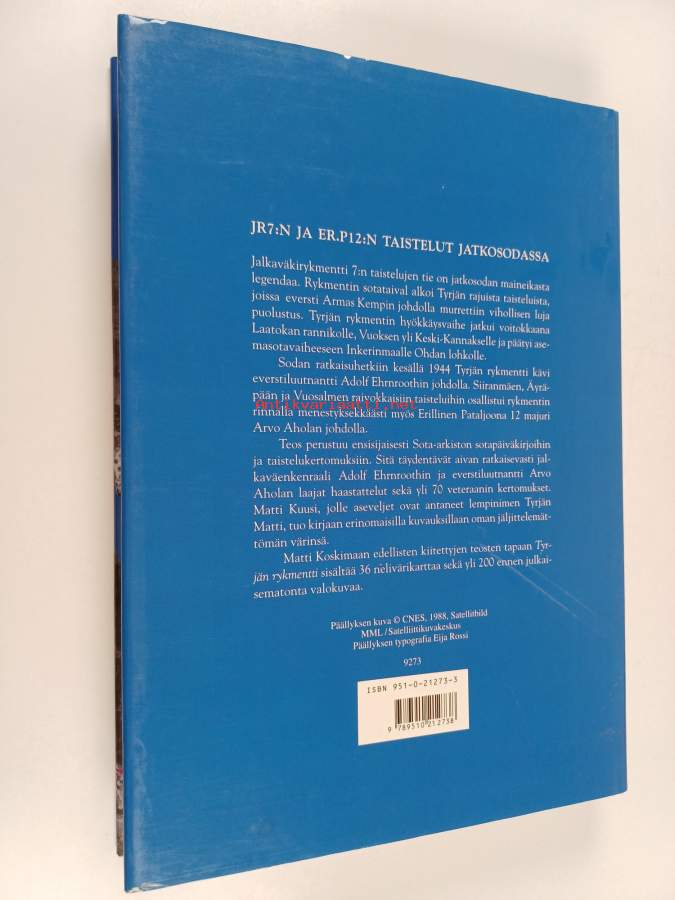 JR7:N JA ER.P12:N TAISTELUT JATKOSODASSA
Jalkaväkirykmentti 7:n taistelujen tie on jatkosodan maineikasta
legendaa. Rykmentin sotataival alkoi Tyrjän rajuista taisteluista,
joissa eversti Armas Kempin johdolla murrettiin vihollisen luja
puolustus. Tyrjän rykmentin hyökkäysvaihe jatkui voitokkaana
Laatokan rannikolle, Vuoksen yli Keski-Kannakselle ja päätyi ase-
masotavaiheeseen Inkerinmaalle Ohdan lohkolle.
Sodan ratkaisuhetkiin kesällä 1944 Tyrjän rykmentti kävi
everstiluutnantti Adolf Ehrnroothin johdolla. Siiranmäen, Äyrä-
pään ja Vuosalmen raivokkaisiin taisteluihin osallistui rykmentin
rinnalla menestyksekkäästi myös Erillinen Pataljoona 12 majuri
Arvo Aholan johdolla.
antikvariaatti.net
Teos perustuu ensisijaisesti Sota-arkiston sotapäiväkirjoihin
ja taistelukertomuksiin. Sitä täydentävät aivan ratkaisevasti jal-
kaväenkenraali Adolf Ehrnroothin ja everstiluutnantti Arvo
Aholan laajat haastattelut sekä yli 70 veteraanin kertomukset.
Matti Kuusi, jolle aseveljet ovat antaneet lempinimen Tyrjän
Matti, tuo kirjaan erinomaisilla kuvauksillaan oman jäljittelemät-
tömän värinsä.
Matti Koskimaan edellisten kiitettyjen teosten tapaan Tyr-
jän rykmentti sisältää 36 nelivärikarttaa sekä yli 200 ennen julkai-
sematonta valokuvaa.
Päällyksen kuva © CNES, 1988, Satellitbild
MML/Satelliittikuvakeskus
Päällyksen typografia Eija Rossi
9273
ISBN 951-0-21273-3
9 789510 212738